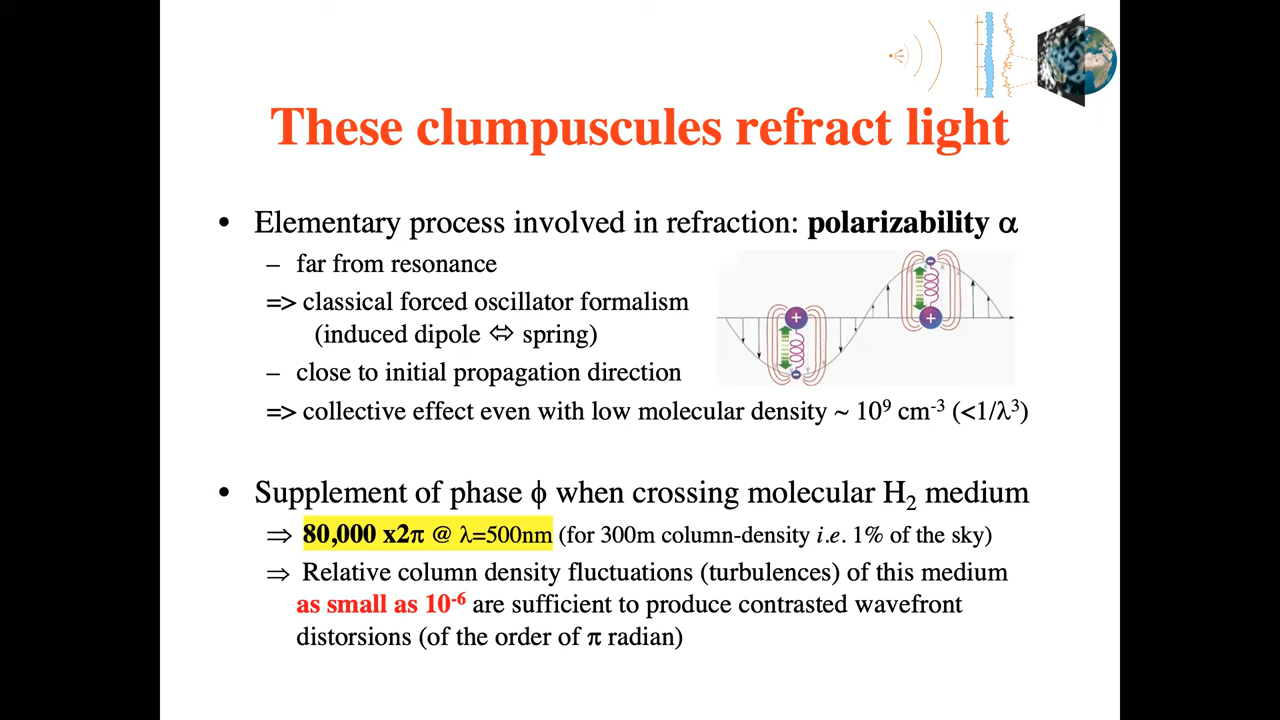 These clumpuscules refract light
• Elementary process involved in refraction: polarizability α
– far from resonance
=> classical forced oscillator formalism
(induced dipole ⇔ spring)
– close to initial propagation direction
=> collective effect even with low molecular density ~ 10⁹ cm⁻³ (<1/λ³)
• Supplement of phase ϕ when crossing molecular H₂ medium
⇒ 80,000 x2π @ λ=500nm (for 300m column-density i.e. 1% of the sky)
⇒ Relative column density fluctuations (turbulences) of this medium
as small as 10⁻⁶ are sufficient to produce contrasted wavefront
distorsions (of the order of π radian)